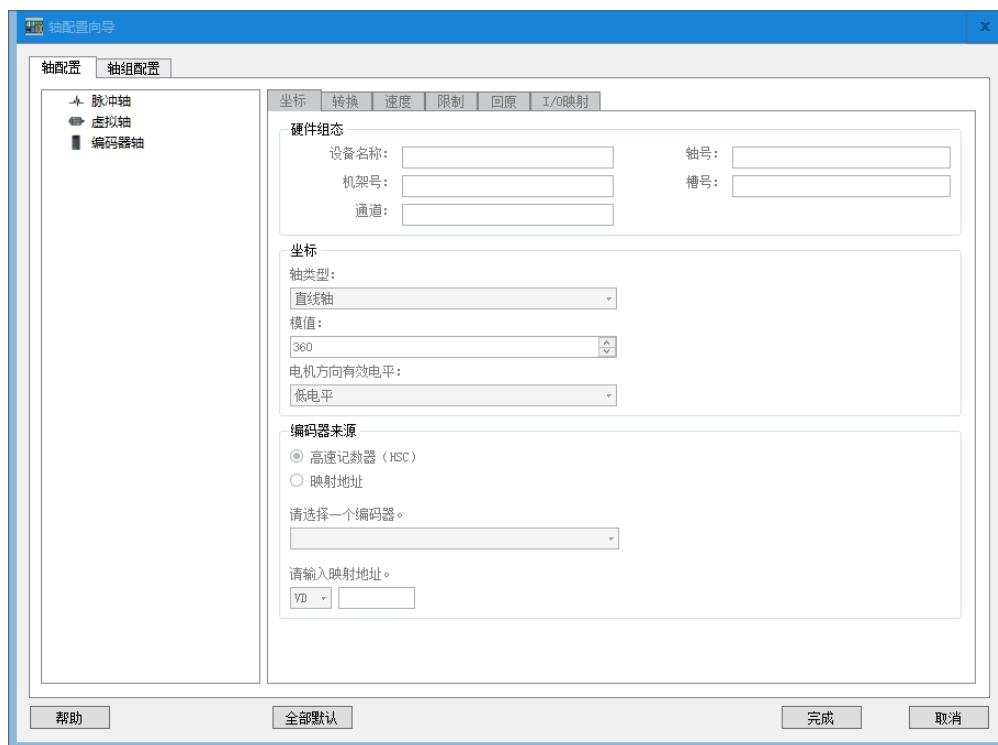 轴配置向导
轴配置 轴组配置
脉冲轴
虚拟轴
编码器轴
坐标 转换 速度 限制 回原 I/O映射
硬件组态
设备名称: 轴号:
机架号: 槽号:
通道:
坐标
轴类型:
直线轴
模值:
360
电机方向有效电平:
低电平
编码器来源
高速记数器 (HSC)
映射地址
请选择一个编码器。
请输入映射地址。
VD
帮助 全部默认 完成 取消